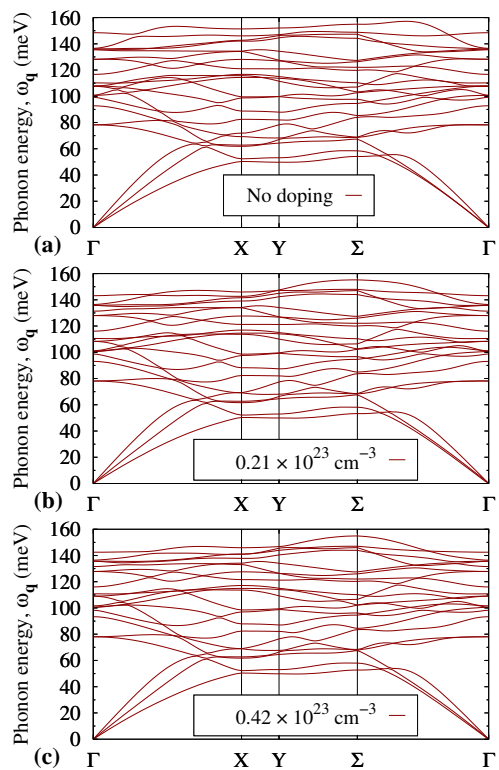 Phonon energy, ω_q (meV)
160
140
120
100
80
60
40
20
0
No doping
(a)
Γ X Y Σ Γ
Phonon energy, ω_q (meV)
160
140
120
100
80
60
40
20
0
0.21 × 10^23 cm^−3
(b)
Γ X Y Σ Γ
Phonon energy, ω_q (meV)
160
140
120
100
80
60
40
20
0
0.42 × 10^23 cm^−3
(c)
Γ X Y Σ Γ